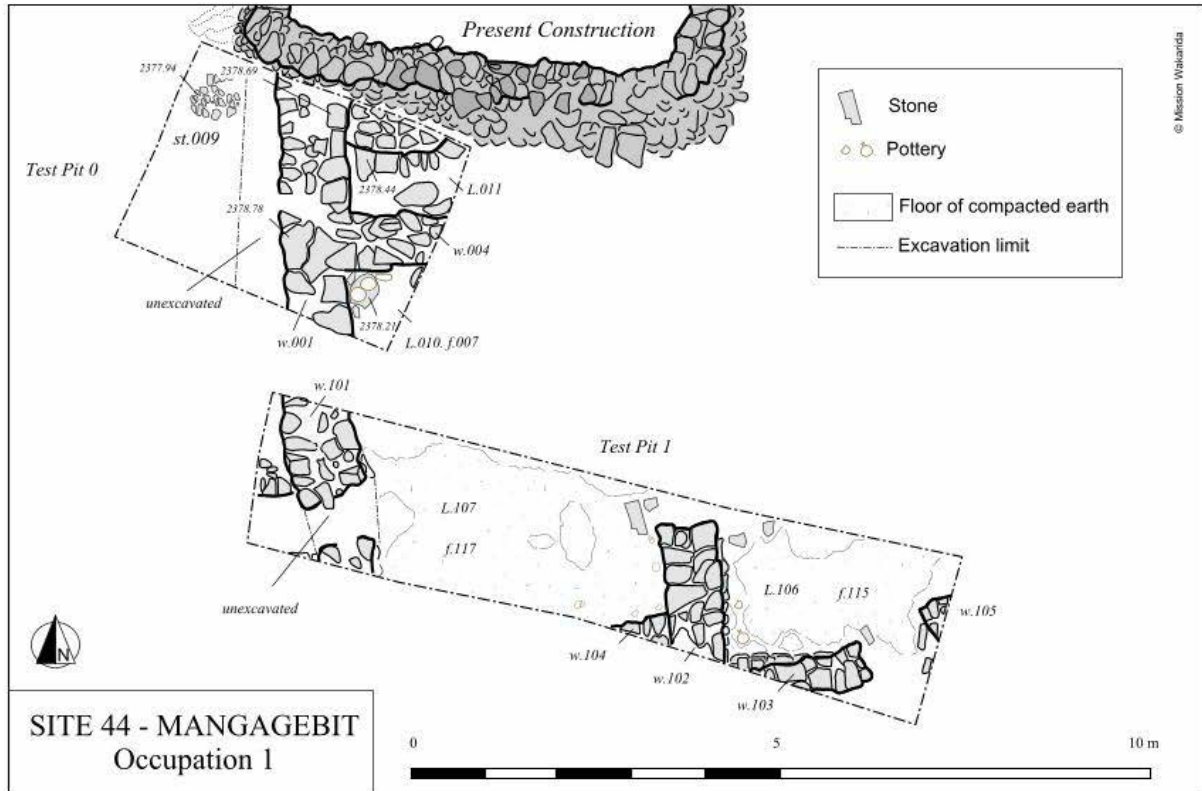 Present Construction
© Mission Wakarida
2377.94
2378.69
st.009
Test Pit 0
2378.44
L.011
2378.78
w.004
unexcavated
2378.21
w.001
L.010. f.007
Stone
Pottery
Floor of compacted earth
Excavation limit
w.101
Test Pit 1
L.107
f.117
L.106
f.115
unexcavated
w.105
w.104
w.102
w.103
N
SITE 44 - MANGAGEBIT
Occupation 1
0
5
10 m